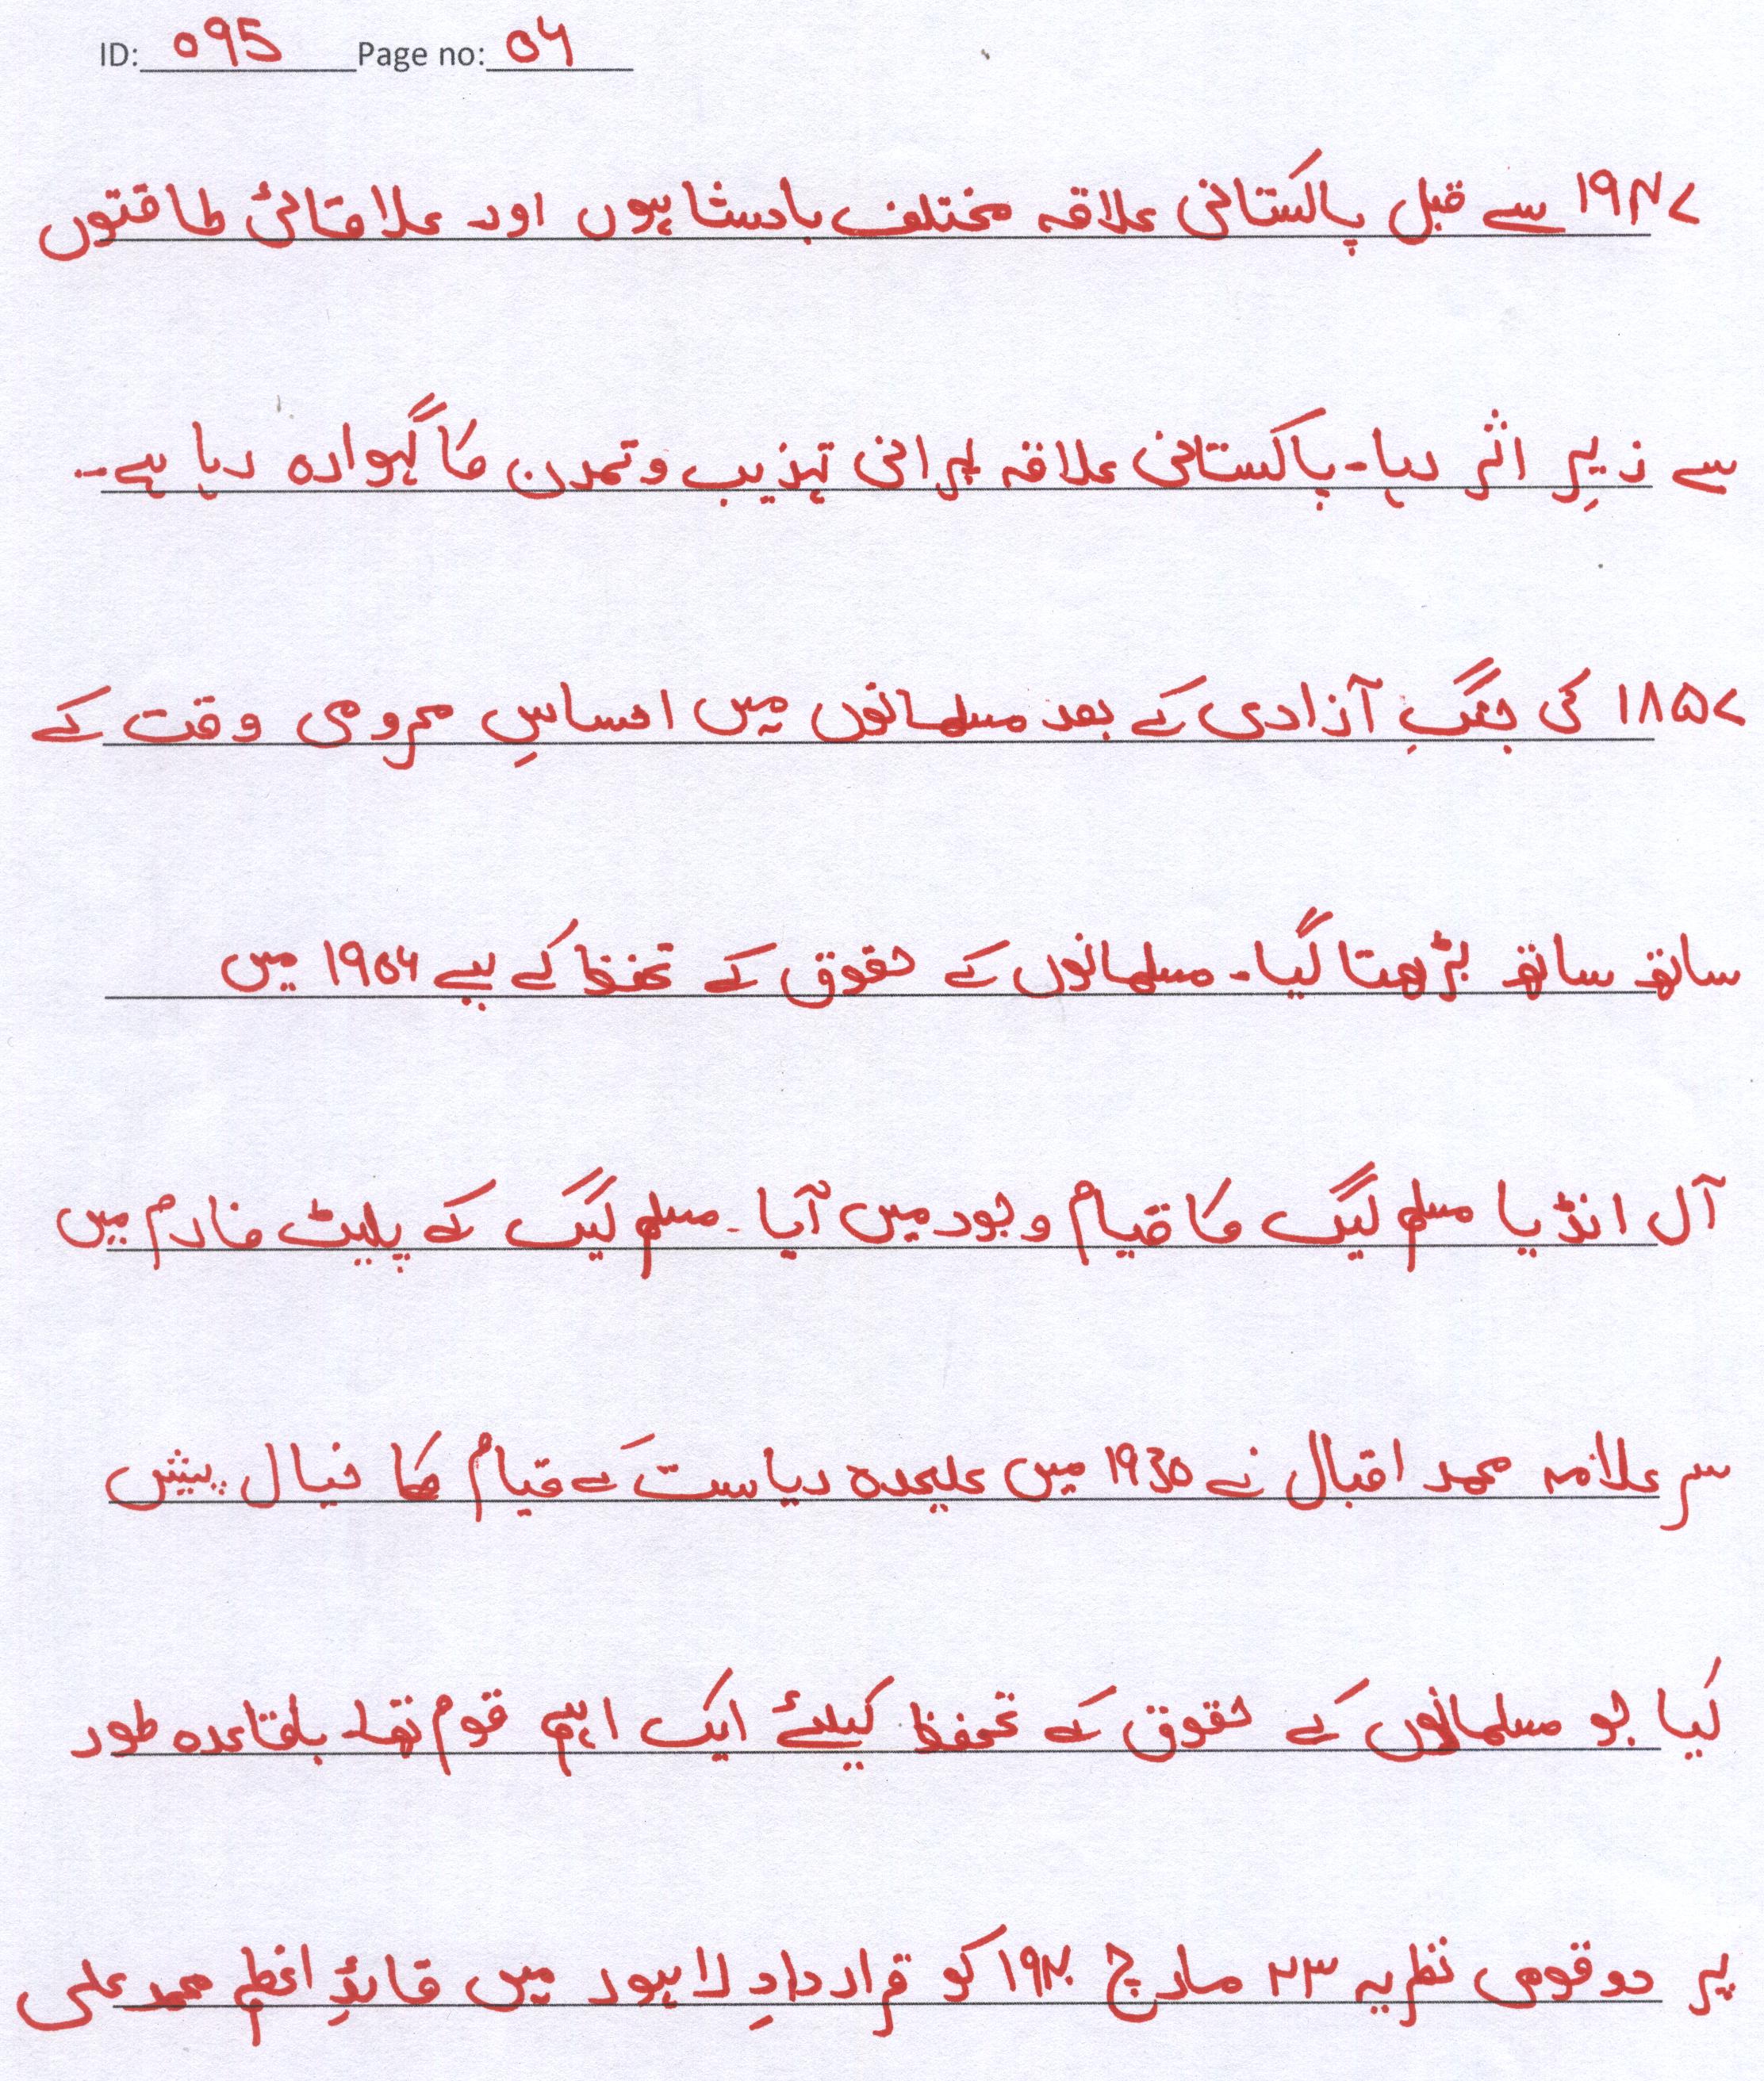 ID: 095 Page no: 04
۱۹۴۷ سے قبل پاکستانی علاقہ مختلف بادشاہوں اور علاقائی طاقتوں
سے زیرِ اثر رہا۔ پاکستانی علاقہ پرانی تہذیب و تمدن کا گہوارہ رہا ہے۔
۱۸۵۷ کی جنگِ آزادی کے بعد مسلمانوں میں احساسِ محرومی وقت کے
ساتھ ساتھ بڑھتا گیا۔ مسلمانوں کے حقوق کے تحفظ کے لیے ۱۹۰۶ میں
آل انڈیا مسلم لیگ کا قیام وجود میں آیا۔ مسلم لیگ کے پلیٹ فارم میں
سر علامہ محمد اقبال نے 1930 میں علیحدہ ریاست کے قیام کا خیال پیش
کیا جو مسلمانوں کے حقوق کے تحفظ کیلئے ایک اہم قوم تھا۔ باقاعدہ طور
پر دو قومی نظریہ ۲۳ مارچ ۱۹۴۰ کو قراردادِ لاہور میں قائدِ اعظم محمد علی